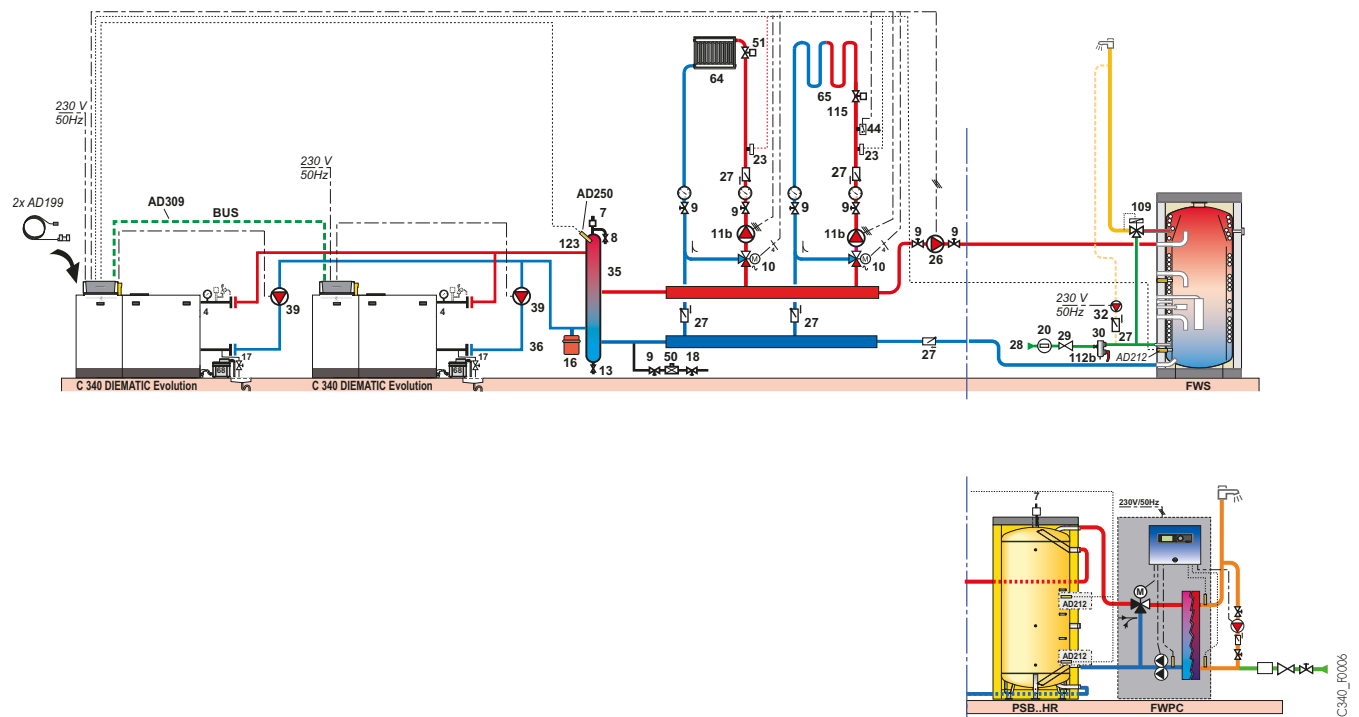 51
64
65
115
44
23
23
230 V
50Hz
230 V
50Hz
AD250
7
27
27
2x AD199
AD309
BUS
8
9
9
9
9
109
123
11b
11b
9
9
M
10
M
10
26
35
4
39
4
39
27
27
230 V
50Hz
32
27
36
16
20
29
30
28
27
17
17
68
68
9
50
18
13
112b
AD212
C 340 DIEMATIC Evolution
C 340 DIEMATIC Evolution
FWS
7
230V/50Hz
M
AD212
AD212
PSB..HR
FWPC
C340_F0006